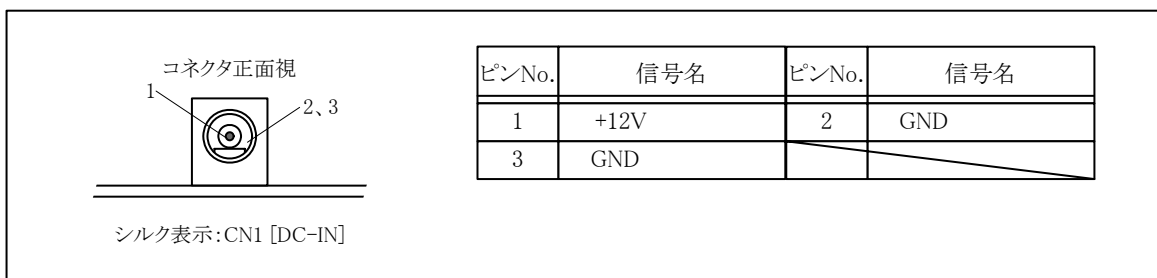 コネクタ正面視
1
2、3
シルク表示：CN1 [DC-IN]
ピンNo. 信号名 ピンNo. 信号名
1 +12V 2 GND
3 GND